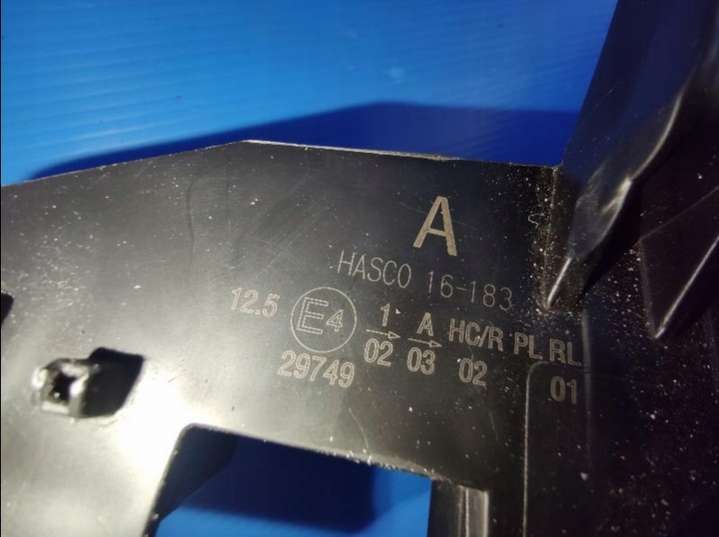 A
HASCO 16-183
12.5 E4 1 A HC/R PL RL
02 03 02 01
29749